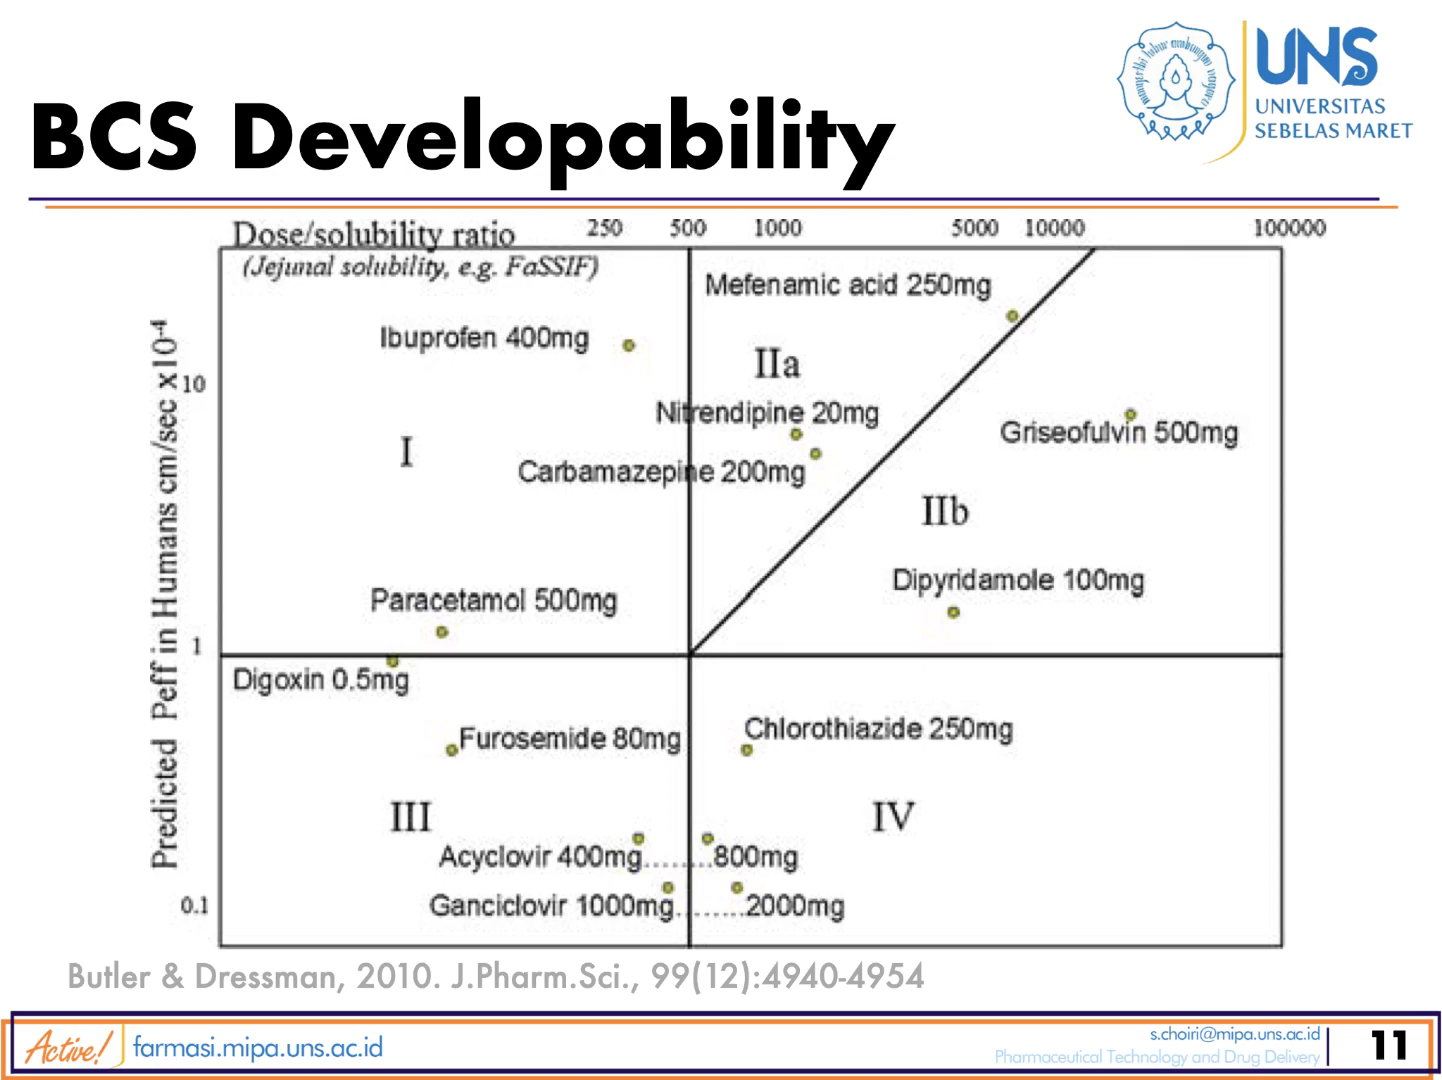 UNS
UNIVERSITAS
SEBELAS MARET
BCS Developability
Dose/solubility ratio
250 500 1000 5000 10000 100000
(Jejunal solubility, e.g. FaSSIF)
Predicted Peff in Humans cm/sec x10-4
10
1
0.1
Mefenamic acid 250mg
Ibuprofen 400mg
IIa
Nitrendipine 20mg
Griseofulvin 500mg
I
Carbamazepine 200mg
IIb
Dipyridamole 100mg
Paracetamol 500mg
Digoxin 0.5mg
Furosemide 80mg
Chlorothiazide 250mg
III
IV
Acyclovir 400mg........800mg
Ganciclovir 1000mg.........2000mg
Butler & Dressman, 2010. J.Pharm.Sci., 99(12):4940-4954
Active!
farmasi.mipa.uns.ac.id
s.choiri@mipa.uns.ac.id
Pharmaceutical Technology and Drug Delivery
11